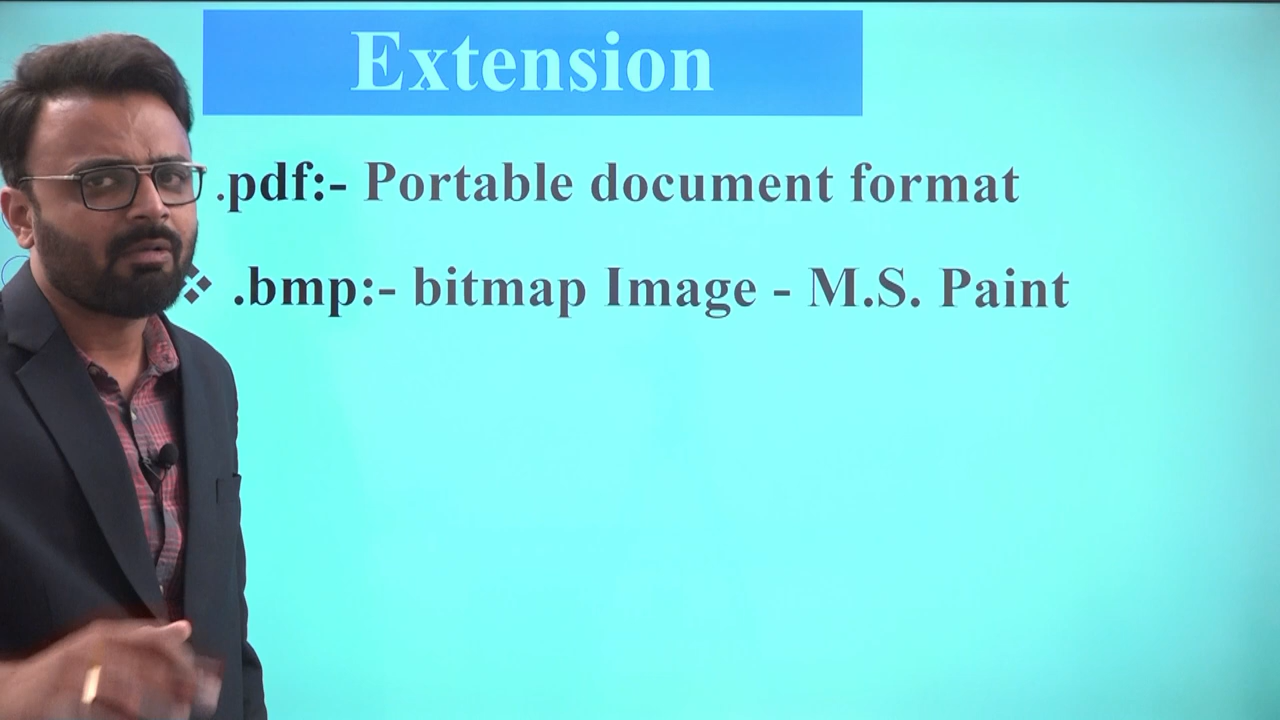 Extension
.pdf:- Portable document format
❖ .bmp:- bitmap Image - M.S. Paint